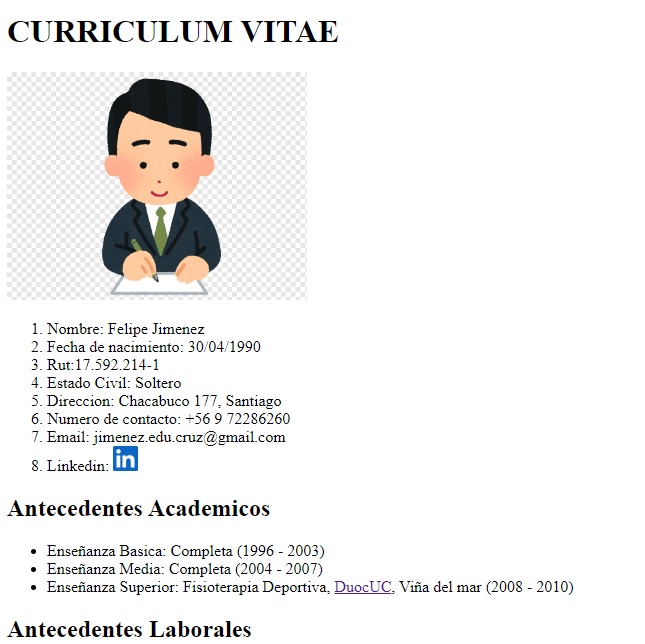 CURRICULUM VITAE
1. Nombre: Felipe Jimenez
2. Fecha de nacimiento: 30/04/1990
3. Rut:17.592.214-1
4. Estado Civil: Soltero
5. Direccion: Chacabuco 177, Santiago
6. Numero de contacto: +56 9 72286260
7. Email: jimenez.edu.cruz@gmail.com
8. Linkedin: in
Antecedentes Academicos
• Enseñanza Basica: Completa (1996 - 2003)
• Enseñanza Media: Completa (2004 - 2007)
• Enseñanza Superior: Fisioterapia Deportiva, DuocUC, Viña del mar (2008 - 2010)
Antecedentes Laborales